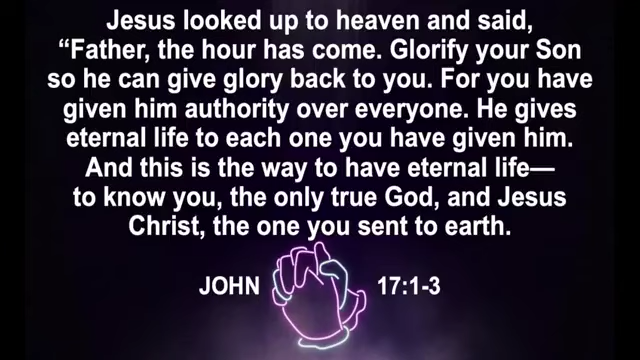 Jesus looked up to heaven and said,
“Father, the hour has come. Glorify your Son
so he can give glory back to you. For you have
given him authority over everyone. He gives
eternal life to each one you have given him.
And this is the way to have eternal life—
to know you, the only true God, and Jesus
Christ, the one you sent to earth.
JOHN 17:1-3